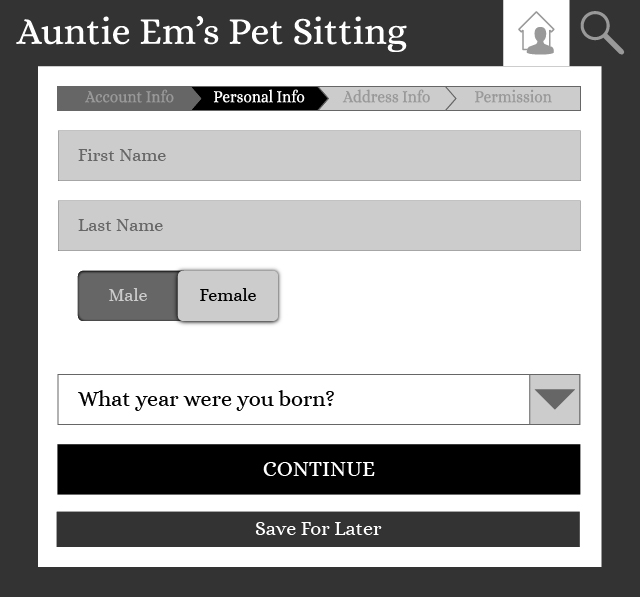 Auntie Em’s Pet Sitting
Account Info Personal Info Address Info Permission
First Name
Last Name
Male Female
What year were you born?
CONTINUE
Save For Later